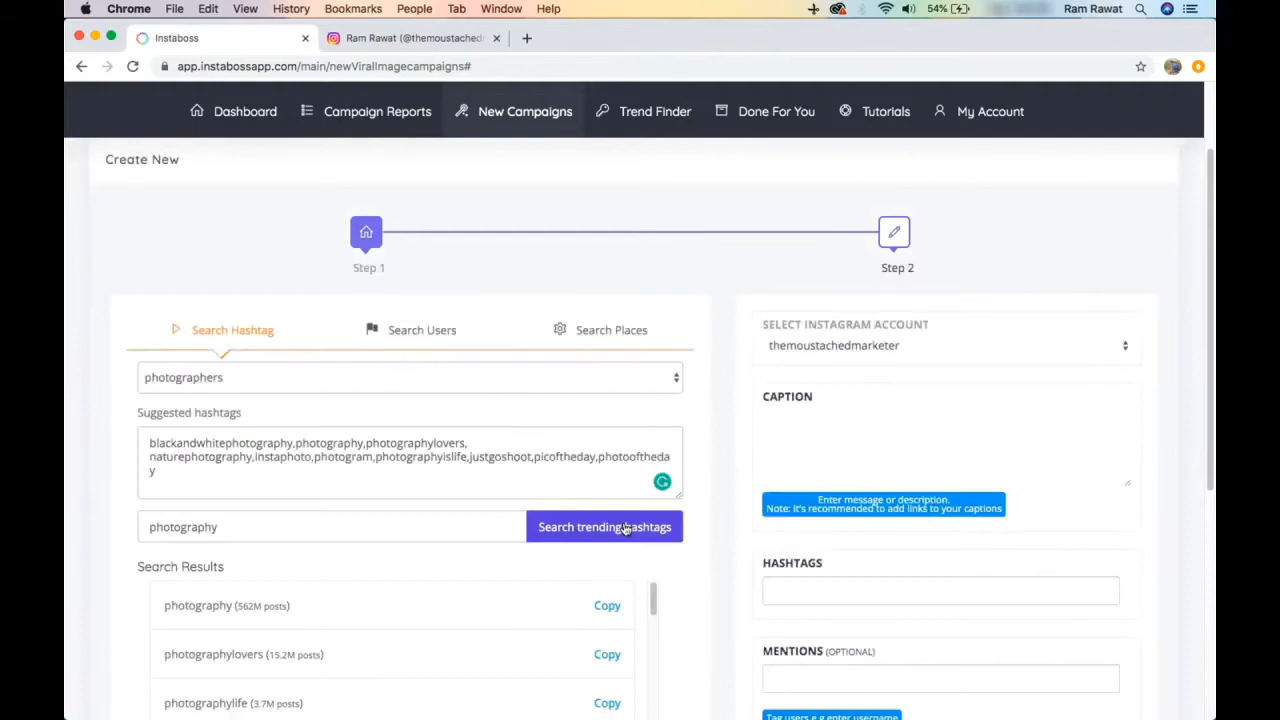 Chrome File Edit View History Bookmarks People Tab Window Help 54% Ram Rawat
Instaboss Ram Rawat (@themoustached
app.instabossapp.com/main/newViralImagecampaigns#
Dashboard Campaign Reports New Campaigns Trend Finder Done For You Tutorials My Account
Create New
Step 1 Step 2
Search Hashtag Search Users Search Places
photographers
Suggested hashtags
blackandwhitephotography,photography,photographylovers,
naturephotography,Instaphoto,photogram,photographyislife,justgoshoot,picoftheday,photooftheda
y
photography Search trending hashtags
Search Results
photography (562M posts) Copy
photographylovers (15.2M posts) Copy
photographylife (3.7M posts) Copy
SELECT INSTAGRAM ACCOUNT
themoustachedmarketer
CAPTION
Enter message or description.
Note: it's recommended to add links to your captions
HASHTAGS
MENTIONS (OPTIONAL)
Tag users e.g enter username